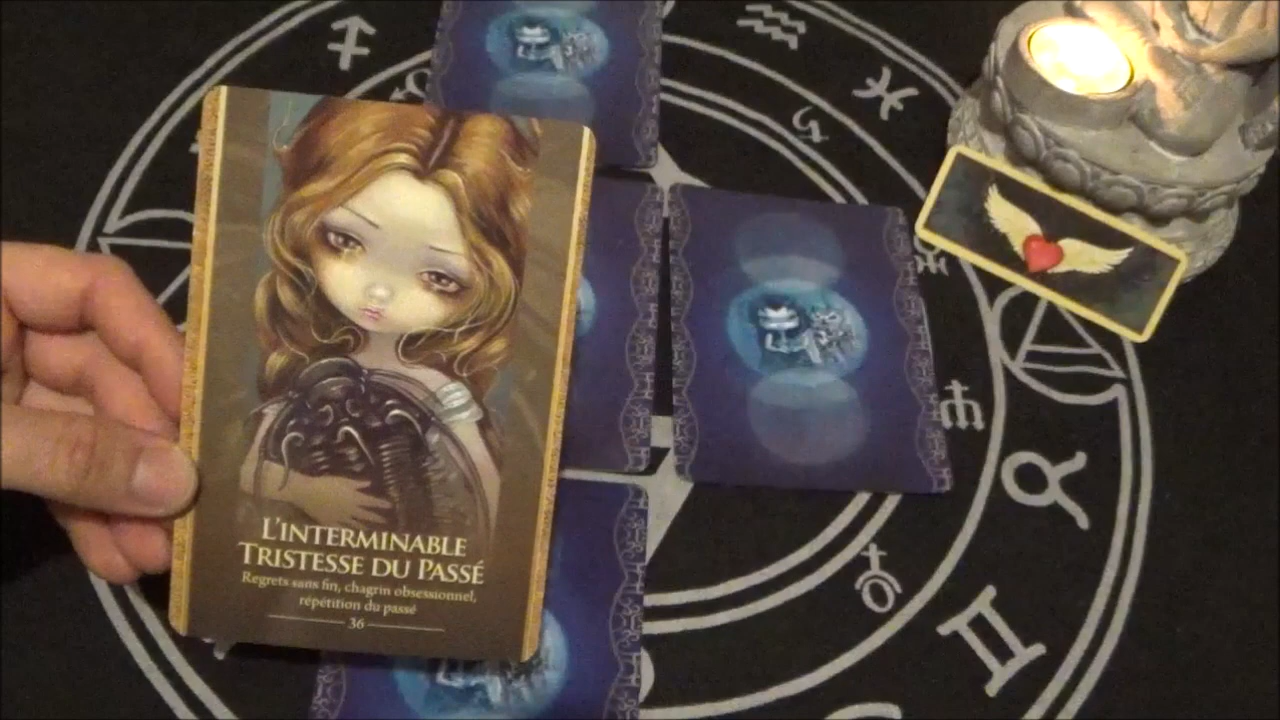 L'INTERMINABLE
TRISTESSE DU PASSÉ
Regrets sans fin, chagrin obsessionnel,
répétition du passé
36